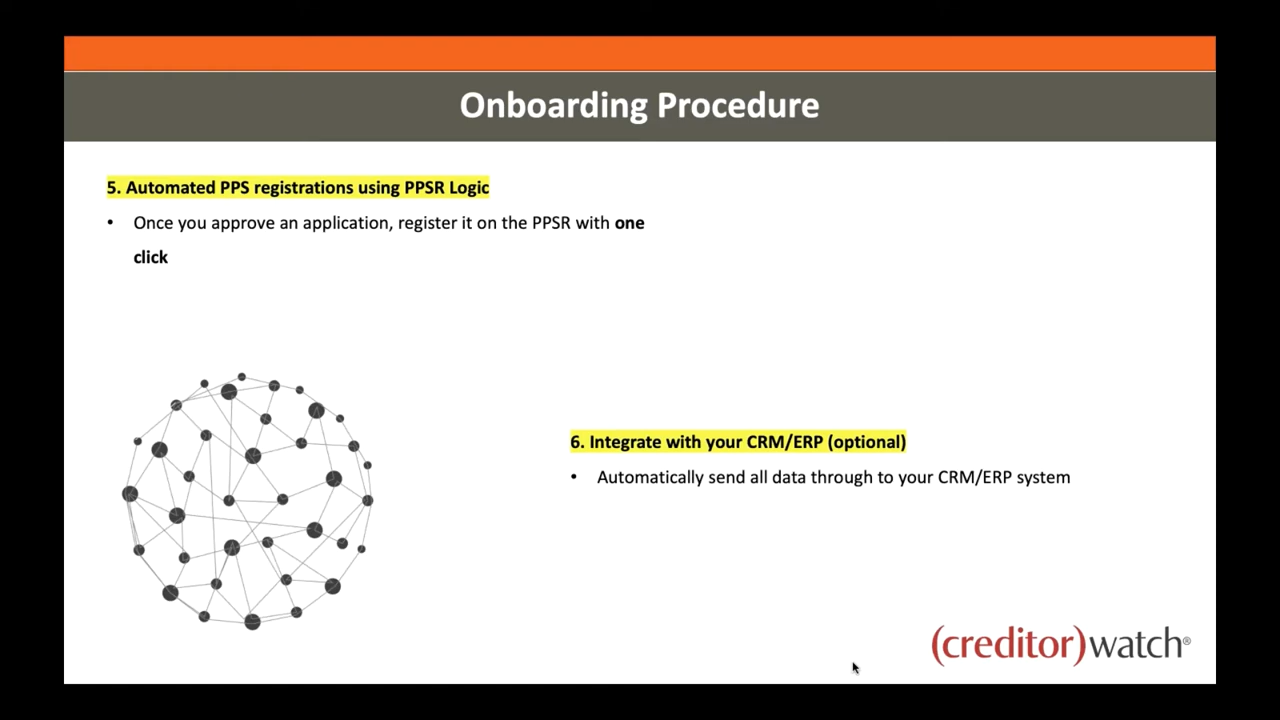 Onboarding Procedure
5. Automated PPS registrations using PPSR Logic
• Once you approve an application, register it on the PPSR with one
click
6. Integrate with your CRM/ERP (optional)
• Automatically send all data through to your CRM/ERP system
(creditor)watch®